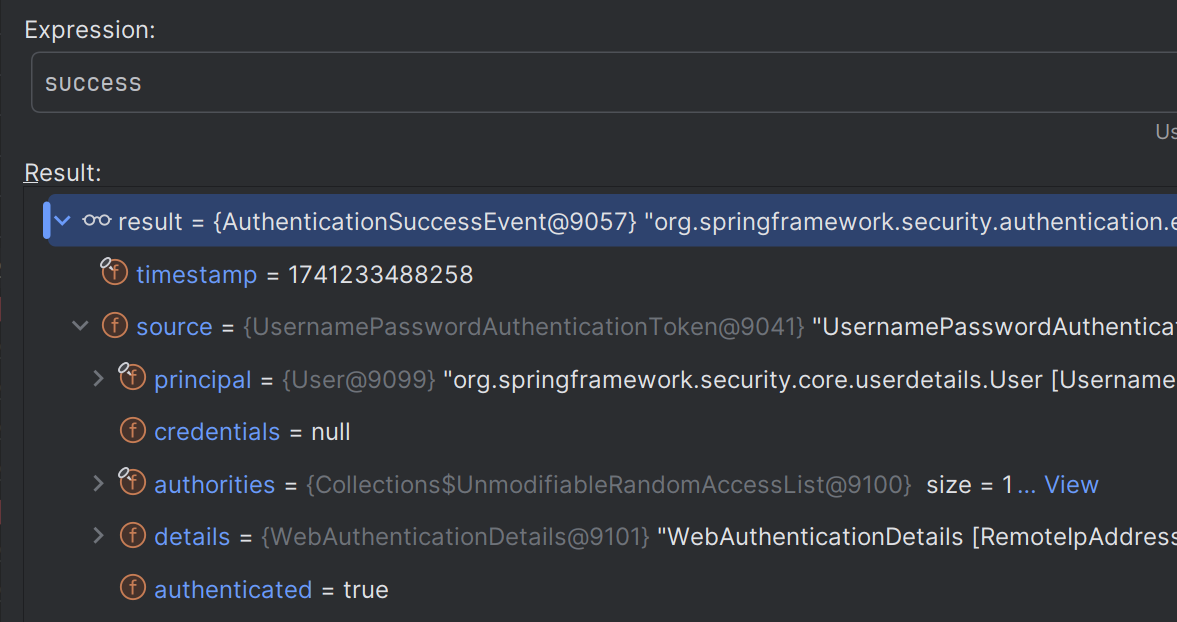 Expression:
success
Us
Result:
result = {AuthenticationSuccessEvent@9057} "org.springframework.security.authentication.e
timestamp = 1741233488258
source = {UsernamePasswordAuthenticationToken@9041} "UsernamePasswordAuthentica
principal = {User@9099} "org.springframework.security.core.userdetails.User [Username
credentials = null
authorities = {Collections$UnmodifiableRandomAccessList@9100} size = 1... View
details = {WebAuthenticationDetails@9101} "WebAuthenticationDetails [RemoteIpAddress
authenticated = true